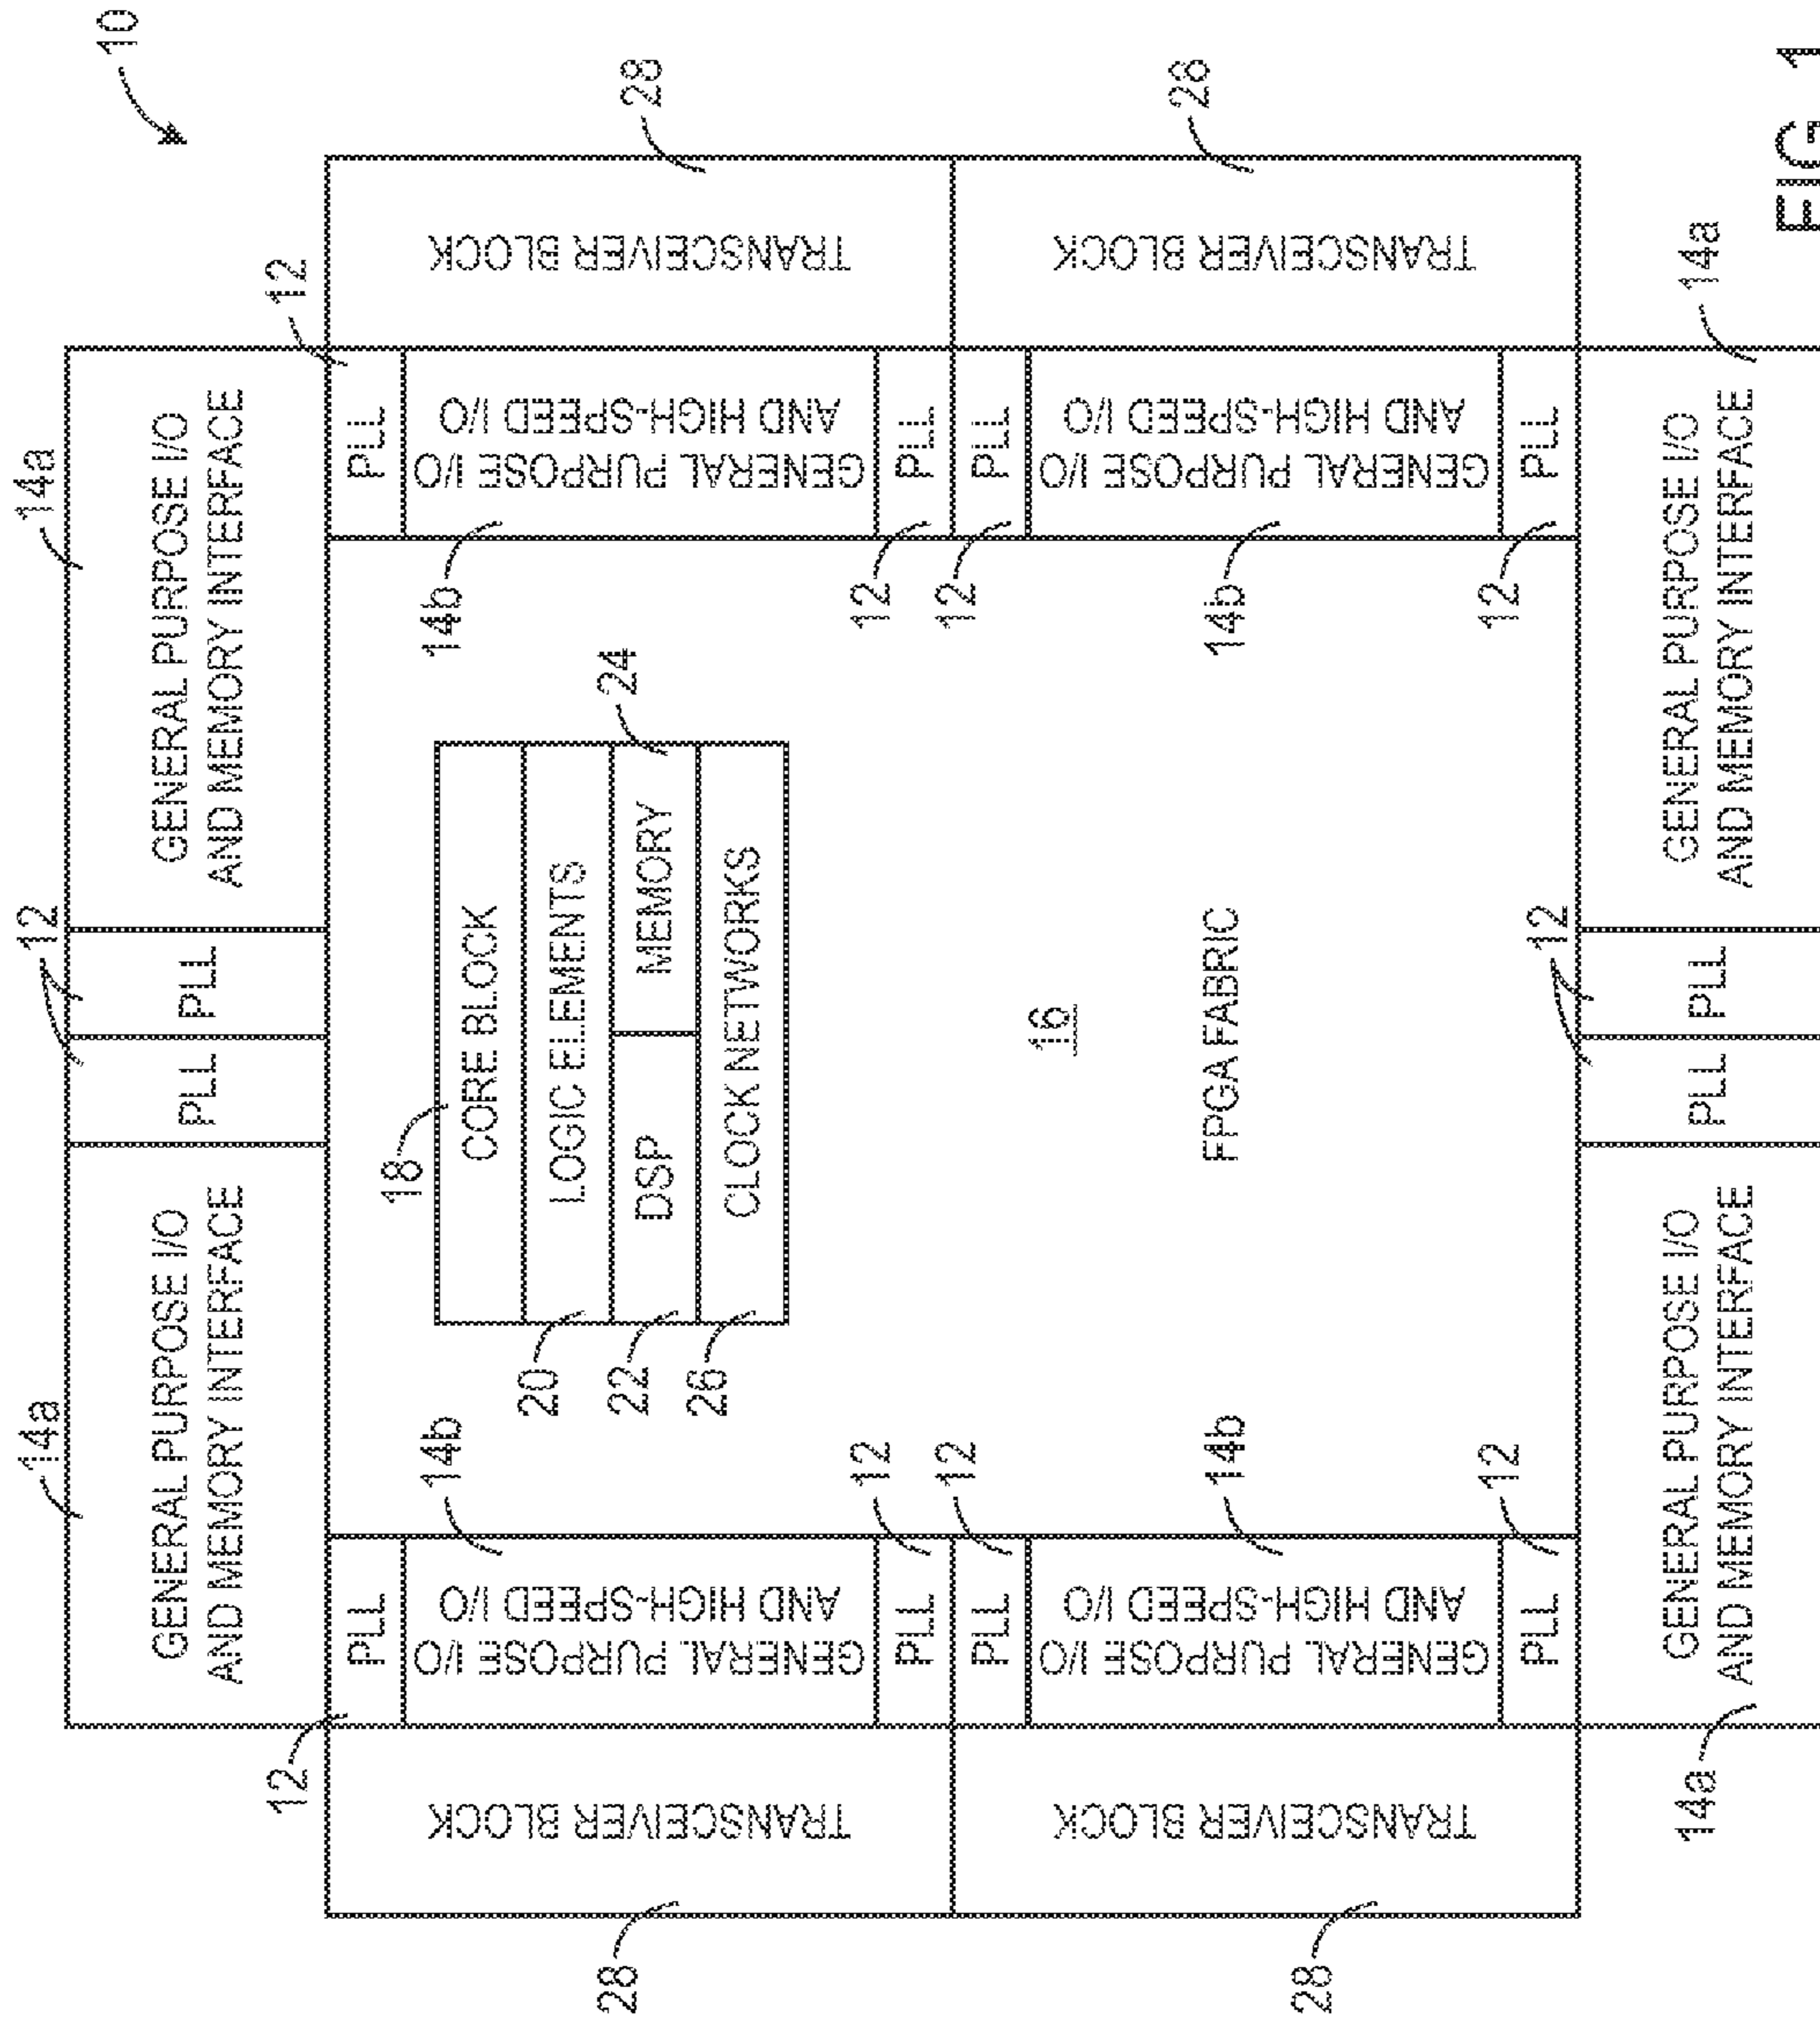 10
14a
12
14a
GENERAL PURPOSE I/O
AND MEMORY INTERFACE
PLL
PLL
GENERAL PURPOSE I/O
AND MEMORY INTERFACE
12
12
PLL
PLL
28
TRANSCEIVER BLOCK
GENERAL PURPOSE I/O
AND HIGH-SPEED I/O
14b
18
CORE BLOCK
20
LOGIC ELEMENTS
22
DSP
MEMORY
24
26
CLOCK NETWORKS
14b
GENERAL PURPOSE I/O
AND HIGH-SPEED I/O
TRANSCEIVER BLOCK
28
PLL
12
12
PLL
PLL
12
12
PLL
16
FPGA FABRIC
28
TRANSCEIVER BLOCK
GENERAL PURPOSE I/O
AND HIGH-SPEED I/O
14b
14b
GENERAL PURPOSE I/O
AND HIGH-SPEED I/O
TRANSCEIVER BLOCK
28
PLL
12
12
12
PLL
GENERAL PURPOSE I/O
AND MEMORY INTERFACE
PLL
PLL
GENERAL PURPOSE I/O
AND MEMORY INTERFACE
14a
14a
FIG 1